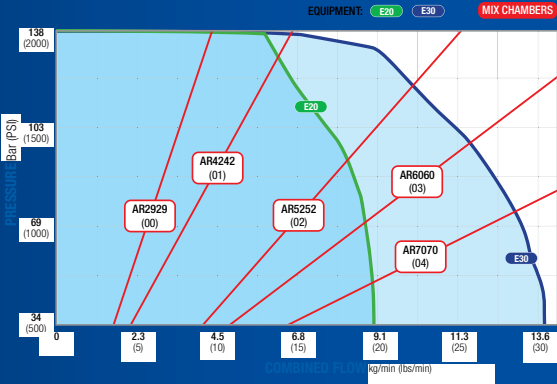 EQUIPMENT: E20 E30 MIX CHAMBERS
138
(2000)
103
(1500)
69
(1000)
34
(500)
PRESSURE Bar (PSI)
E20
AR4242
(01)
AR2929
(00)
AR5252
(02)
AR6060
(03)
AR7070
(04)
E30
0
2.3
(5)
4.5
(10)
6.8
(15)
9.1
(20)
11.3
(25)
13.6
(30)
COMBINED FLOW kg/min (lbs/min)